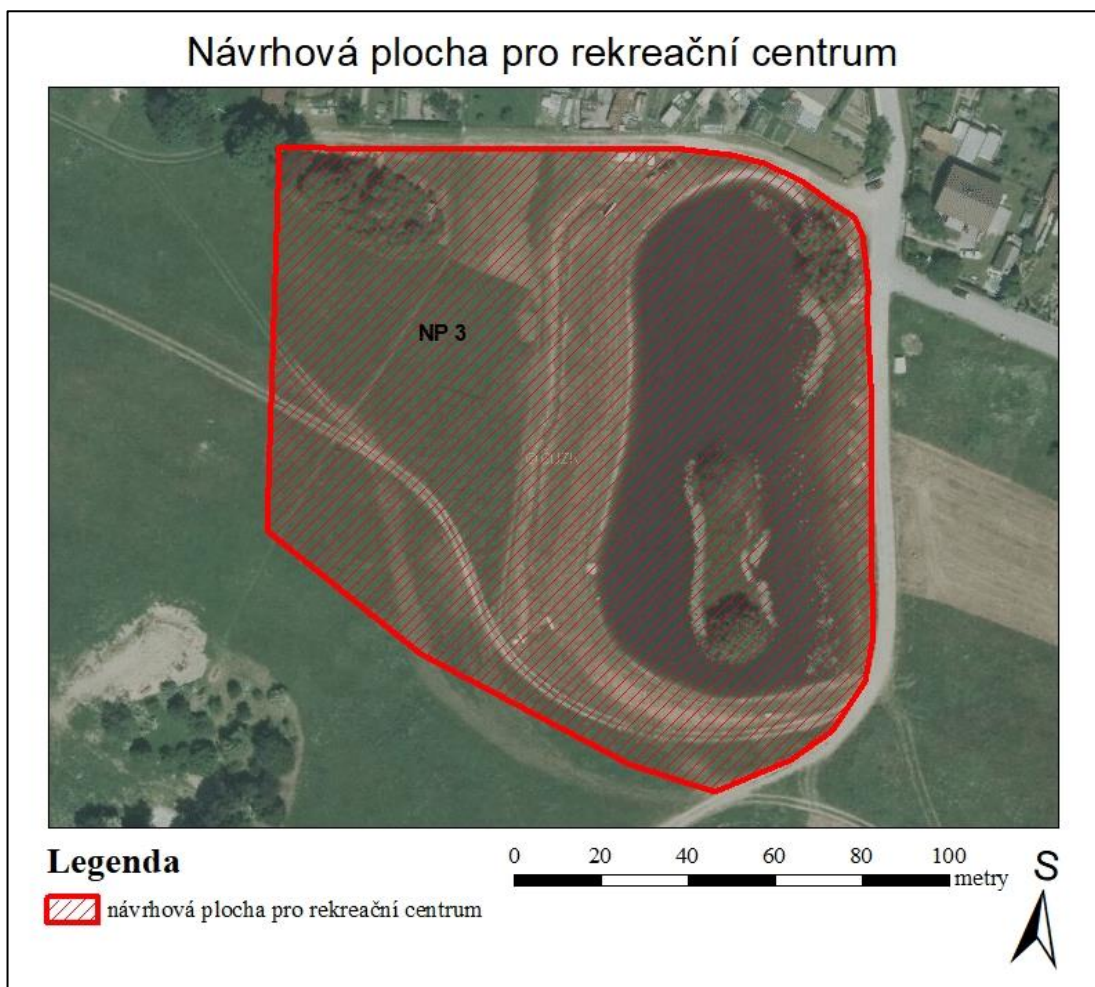 Návrhová plocha pro rekreační centrum
NP 3
© ČÚZK
Legenda
návrhová plocha pro rekreační centrum
0 20 40 60 80 100
metry
S